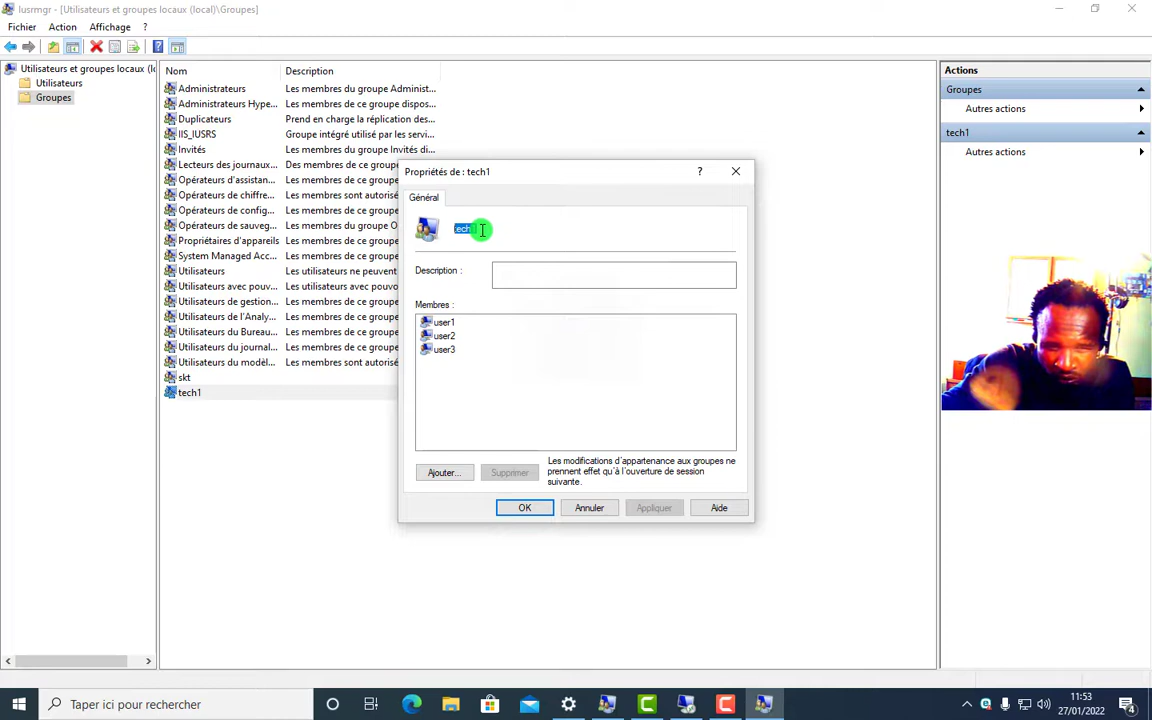 lusrmgr - [Utilisateurs et groupes locaux (local)\Groupes]
Fichier Action Affichage ?
Utilisateurs et groupes locaux (lo
Utilisateurs
Groupes
Nom Description
Administrateurs Les membres du groupe Administ...
Administrateurs Hype... Les membres de ce groupe dispos...
Duplicateurs Prend en charge la réplication des...
IIS_IUSRS Groupe intégré utilisé par les servi...
Invités Les membres du groupe Invités di...
Lecteurs des journaux... Des membres de ce groupe
Opérateurs d'assistan... Les membres de ce groupe
Opérateurs de chiffre... Les membres sont autorisé
Opérateurs de config... Les membres de ce groupe
Opérateurs de sauveg... Les membres du groupe O
Propriétaires d'appareils Les membres de ce groupe
System Managed Acc... Les membres de ce groupe
Utilisateurs Les utilisateurs ne peuvent
Utilisateurs avec pou... Les utilisateurs avec pouvoi
Utilisateurs de gestion... Les membres de ce groupe
Utilisateurs de l'Analy... Les membres de ce groupe
Utilisateurs du Bureau... Les membres de ce groupe
Utilisateurs du journal... Les membres de ce groupe
Utilisateurs du modèl... Les membres sont autorisé
skt
tech1
Propriétés de : tech1
?
Général
tech1
Description :
Membres :
user1
user2
user3
Ajouter... Supprimer
Les modifications d'appartenance aux groupes ne
prennent effet qu'à l'ouverture de session
suivante.
OK Annuler Appliquer Aide
Actions
Groupes
Autres actions
tech1
Autres actions
Taper ici pour rechercher
11:53
27/01/2022
4